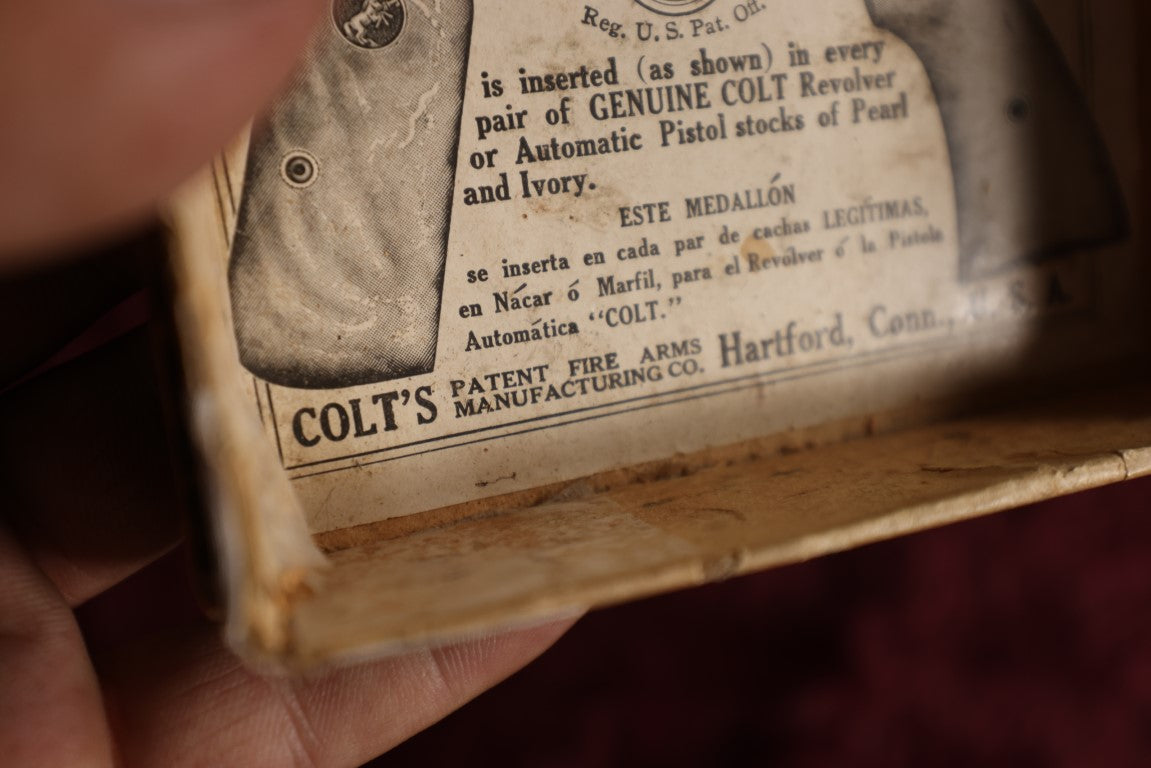 Reg. U. S. Pat. Off.
is inserted (as shown) in every
pair of GENUINE COLT Revolver
or Automatic Pistol stocks of Pearl
and Ivory.
ESTE MEDALLÓN
se inserta en cada par de cachas LEGÍTIMAS,
en Nácar ó Marfil, para el Revólver ó la Pistola
Automática “COLT.”
COLT'S PATENT FIRE ARMS MANUFACTURING CO. Hartford, Conn., U. S. A.